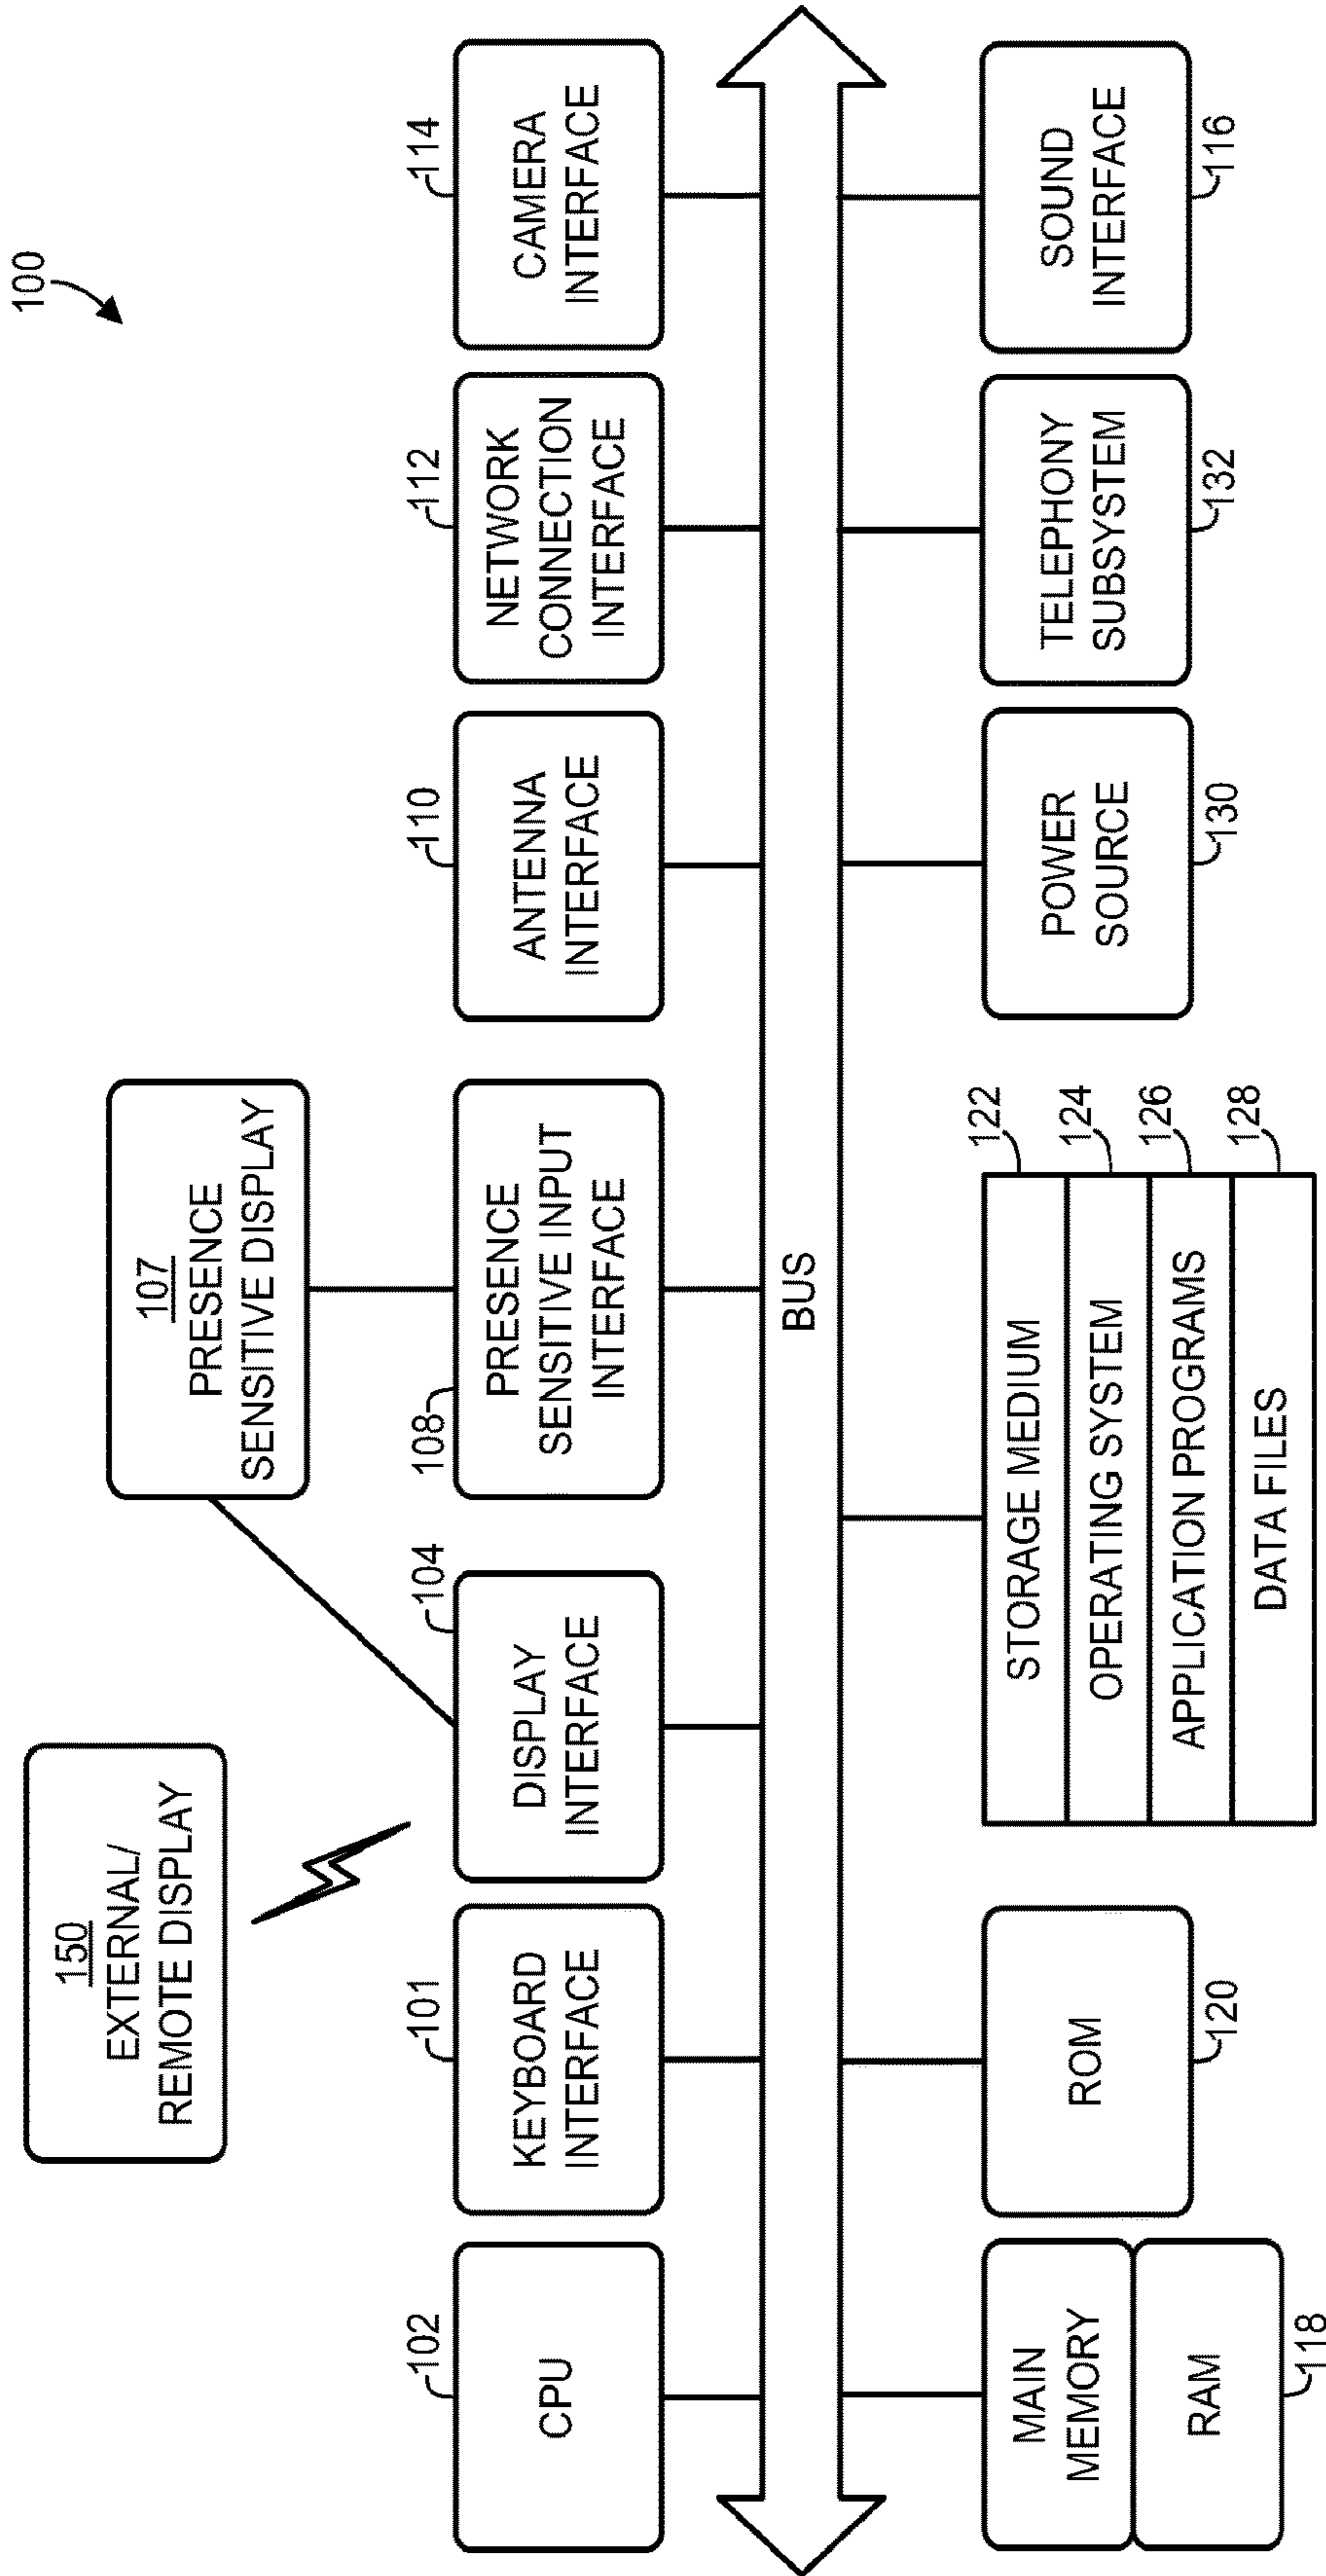 100
150
EXTERNAL/
REMOTE DISPLAY
107
PRESENCE
SENSITIVE DISPLAY
102
CPU
101
KEYBOARD
INTERFACE
104
DISPLAY
INTERFACE
108
PRESENCE
SENSITIVE INPUT
INTERFACE
110
ANTENNA
INTERFACE
112
NETWORK
CONNECTION
INTERFACE
114
CAMERA
INTERFACE
BUS
MAIN
MEMORY
RAM
118
ROM
120
STORAGE MEDIUM
122
OPERATING SYSTEM
124
APPLICATION PROGRAMS
126
DATA FILES
128
POWER
SOURCE
130
TELEPHONY
SUBSYSTEM
132
SOUND
INTERFACE
116